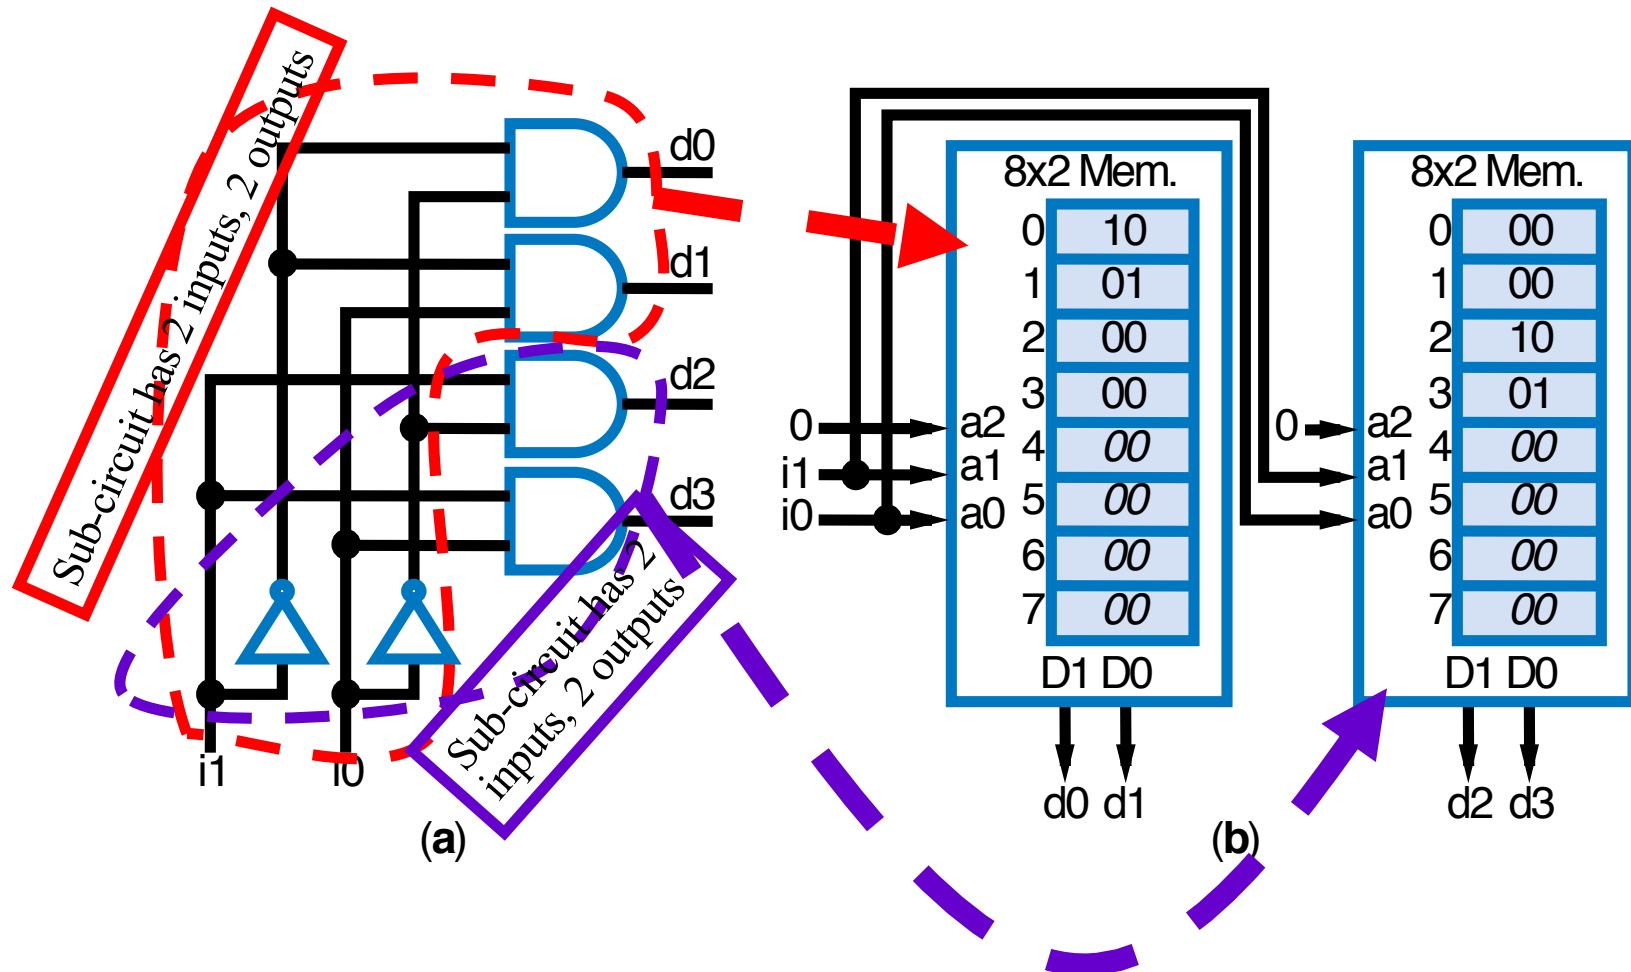 Sub-circuit has 2 inputs, 2 outputs
d0
d1
d2
d3
i1
i0
Sub-circuit has 2
inputs, 2 outputs
(a)
0
i1
i0
8x2 Mem.
0 10
1 01
2 00
3 00
4 00
5 00
6 00
7 00
a2
a1
a0
D1 D0
d0 d1
(b)
0
8x2 Mem.
0 00
1 00
2 10
3 01
4 00
5 00
6 00
7 00
a2
a1
a0
D1 D0
d2 d3